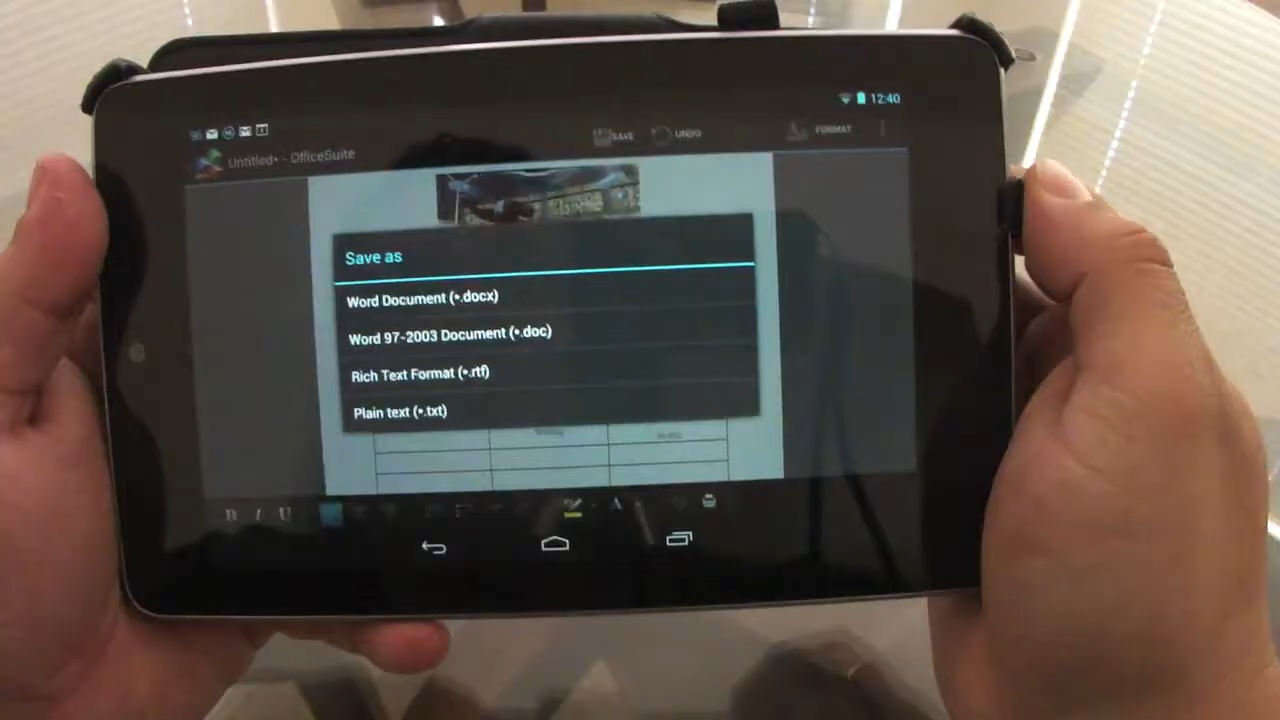 12:40
Untitled* - OfficeSuite
SAVE
UNDO
FORMAT
Save as
Word Document (*.docx)
Word 97-2003 Document (*.doc)
Rich Text Format (*.rtf)
Plain text (*.txt)
B I U
A